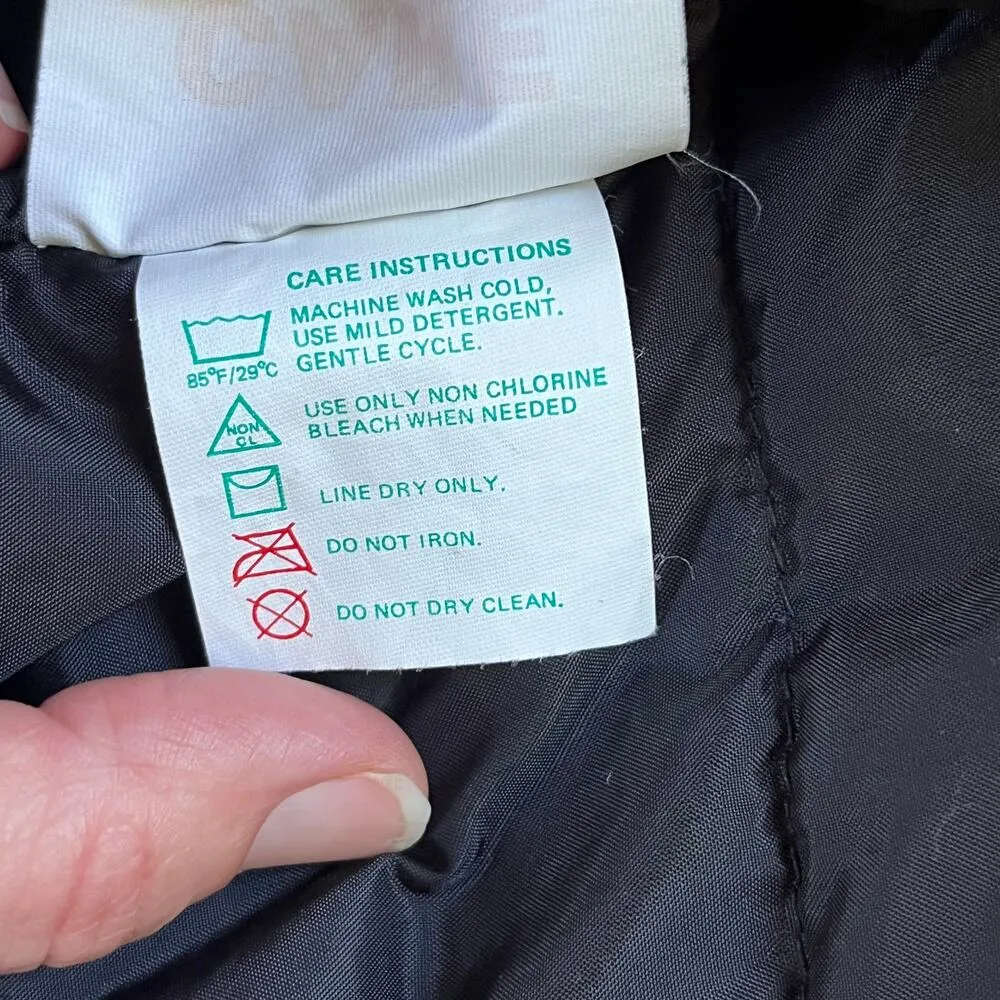 CARE INSTRUCTIONS
MACHINE WASH COLD,
USE MILD DETERGENT.
GENTLE CYCLE.
85°F/29°C
USE ONLY NON CHLORINE
BLEACH WHEN NEEDED
NON
CL
LINE DRY ONLY.
DO NOT IRON.
DO NOT DRY CLEAN.